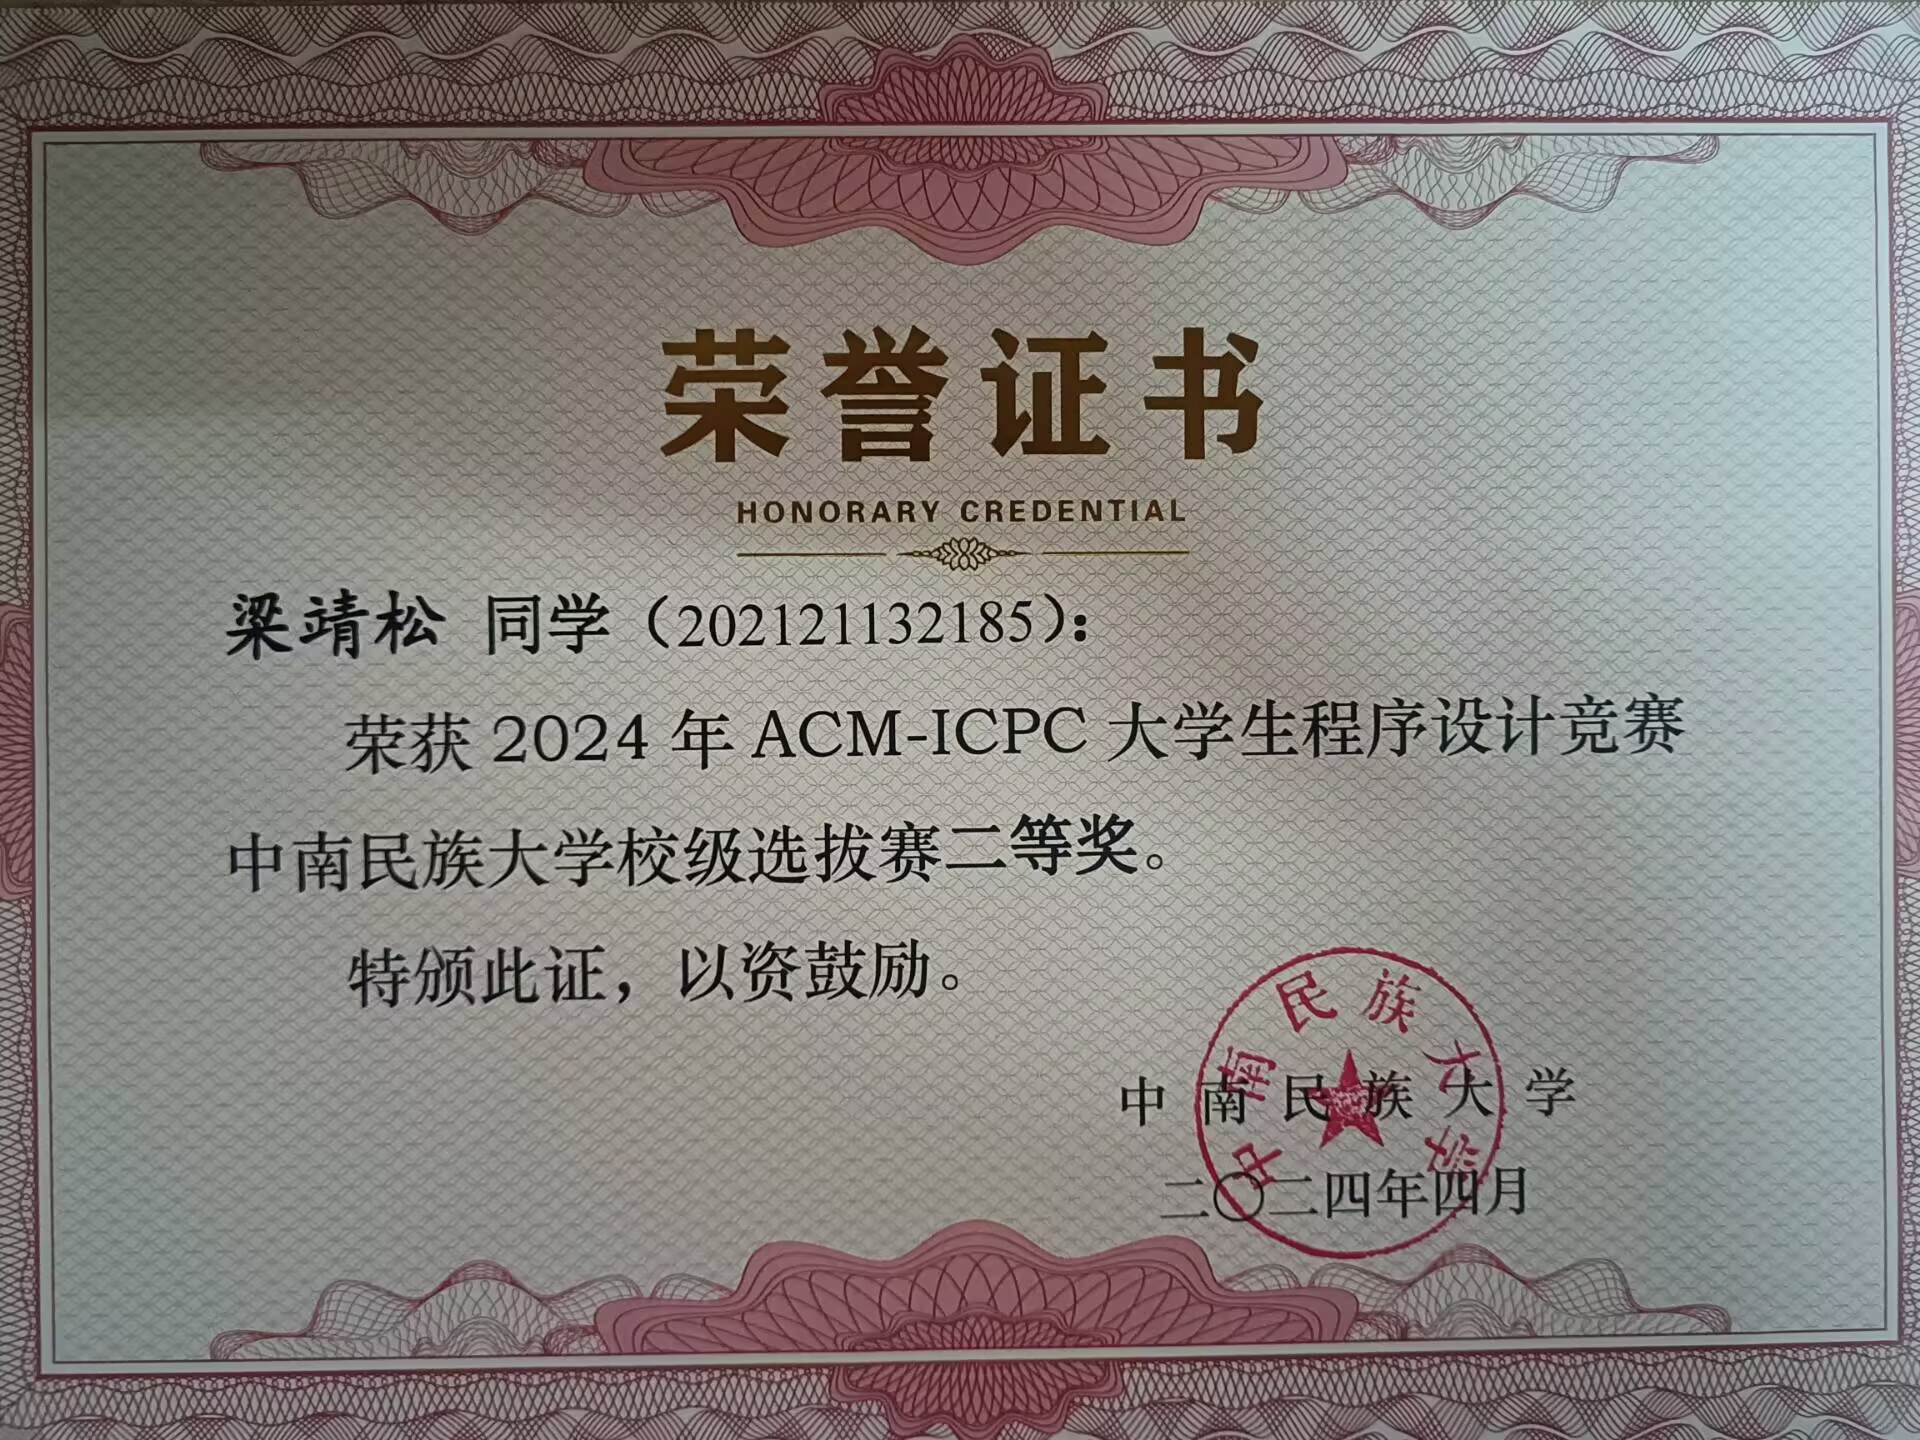 荣誉证书
HONORARY CREDENTIAL
梁靖松 同学（202121132185）：
荣获 2024 年 ACM-ICPC 大学生程序设计竞赛
中南民族大学校级选拔赛二等奖。
特颁此证，以资鼓励。
中南民族大学
中南民族大学
二〇二四年四月